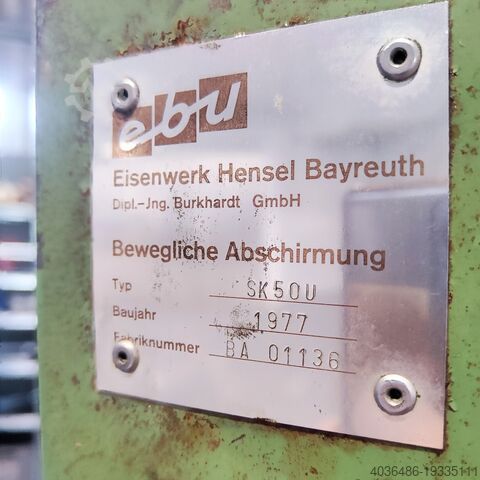 ebu
Eisenwerk Hensel Bayreuth
Dipl.-Jng. Burkhardt GmbH
Bewegliche Abschirmung
Typ SK50U
Baujahr 1977
Fabriknummer BA 01136
4036486-19335111